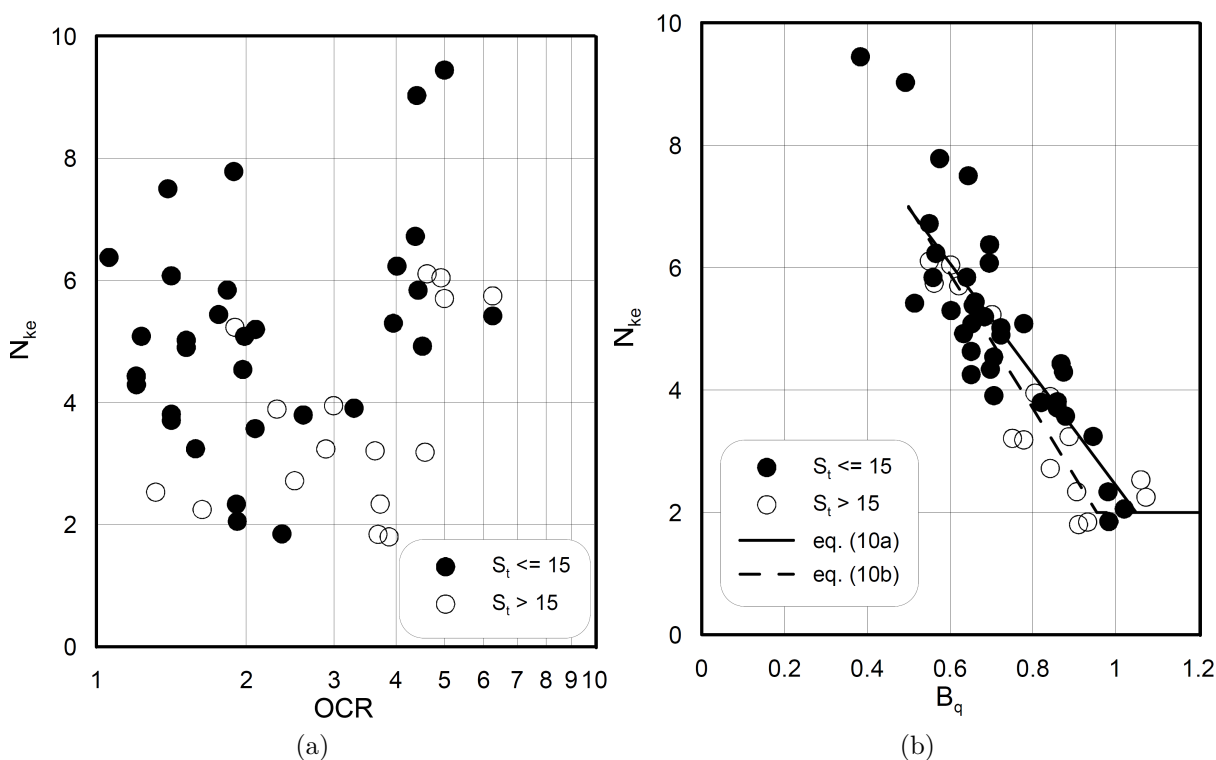 10
8
6
4
2
0
N_ke
S_t <= 15
S_t > 15
1 2 3 4 5 6 7 8 9 10
OCR
(a)
10
8
6
4
2
0
N_ke
S_t <= 15
S_t > 15
eq. (10a)
eq. (10b)
0 0.2 0.4 0.6 0.8 1 1.2
B_q
(b)